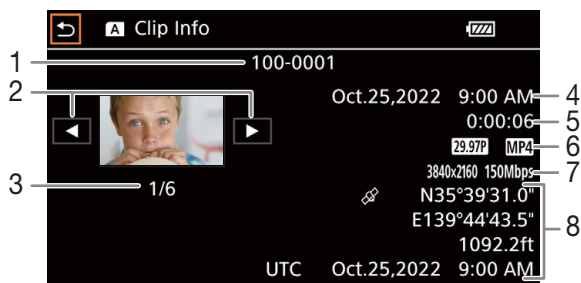 A Clip Info
1 100-0001
2
Oct.25,2022 9:00 AM 4
0:00:06 5
29.97P MP4 6
3840x2160 150Mbps 7
3 1/6
N35°39'31.0"
E139°44'43.5"
8
1092.2ft
UTC Oct.25,2022 9:00 AM